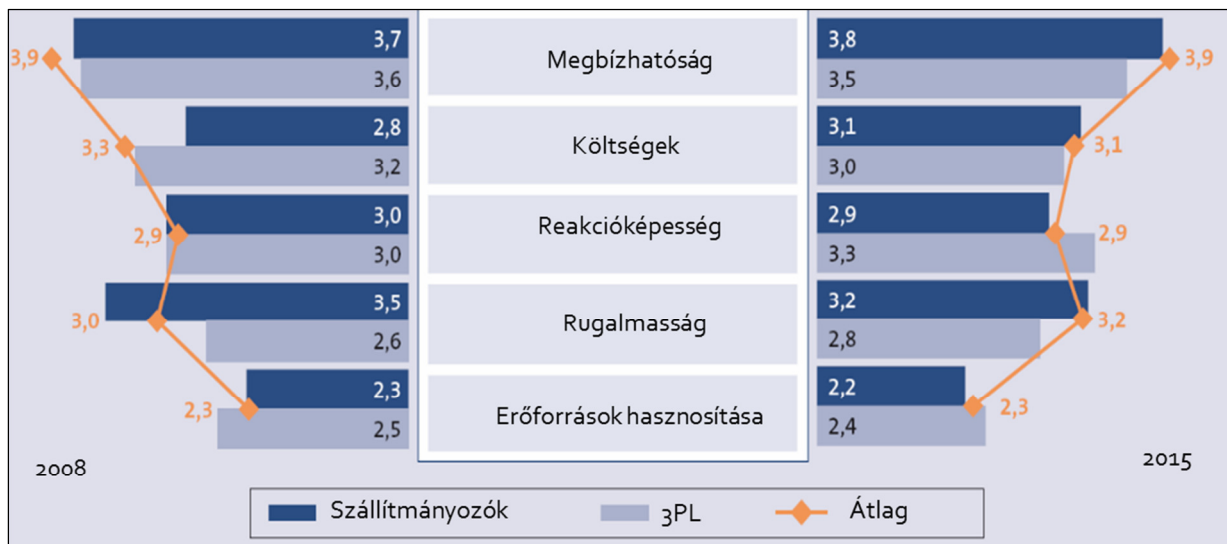 3,9 3,7 Megbízhatóság 3,8 3,9
3,6 3,5
3,3 2,8 Költségek 3,1 3,1
3,2 3,0
2,9 3,0 Reakcióképesség 2,9 2,9
3,0 3,3
3,0 3,5 Rugalmasság 3,2 3,2
2,6 2,8
2,3 2,3 Erőforrások hasznosítása 2,2 2,3
2,5 2,4
2008 2015
Szállítmányozók 3PL Átlag